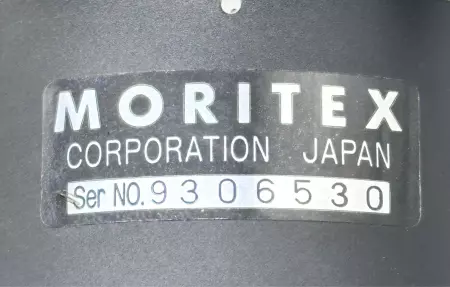 MORITEX
CORPORATION JAPAN
Ser NO. 9306530